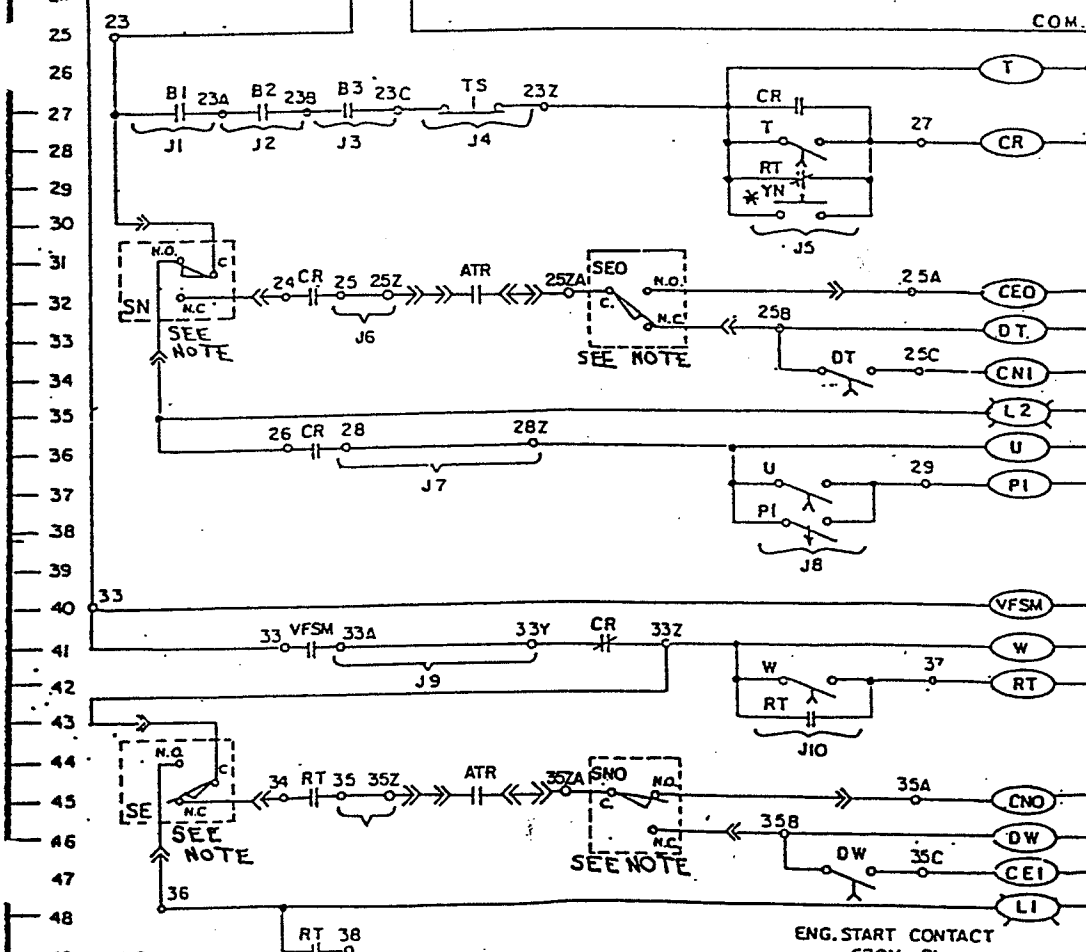 COM.
25 23
26 T
B1 23A B2 23B B3 23C TS 23Z CR
27
J1 J2 J3 J4 T 27 CR
28
RT
29 * YN
30
J5
31 N.O. C SEO N.O.
24 CR 25 25Z ATR 25ZA 25A CEO
32 SN N.C C. N.C. 25B DT.
33 SEE NOTE J6 SEE NOTE
DT 25C CN1
34
35 L2
26 CR 28 28Z U
36
J7 U 29 P1
37
P1
38
J8
39
40 33 VFSM
33 VFSM 33A 33Y CR 33Z W
41
J9 W 37 RT
42
RT
43
J10
44 N.O. C SNO N.O.
34 RT 35 35Z ATR 35ZA C. 35A CNO
45 SE N.C
N.C. 35B DW
46 SEE NOTE SEE NOTE
DW 35C CE1
47
36 L1
48
RT 38 ENG. START CONTACT